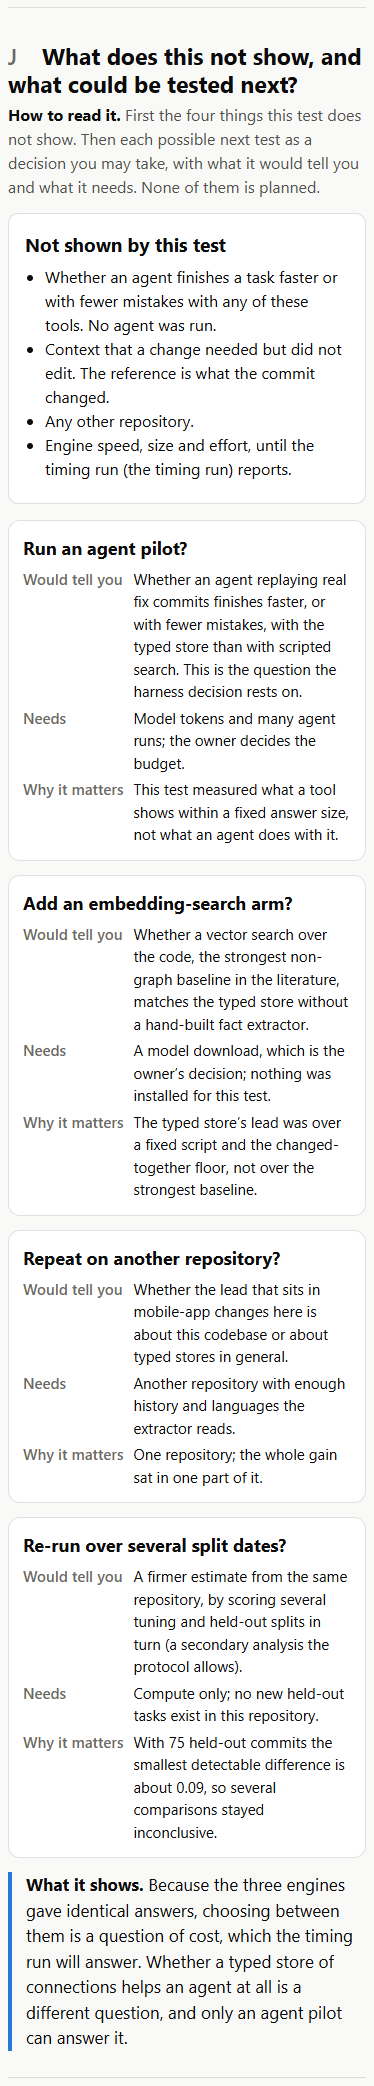 J What does this not show, and
what could be tested next?
How to read it. First the four things this test does
not show. Then each possible next test as a
decision you may take, with what it would tell you
and what it needs. None of them is planned.
Not shown by this test
• Whether an agent finishes a task faster or
with fewer mistakes with any of these
tools. No agent was run.
• Context that a change needed but did not
edit. The reference is what the commit
changed.
• Any other repository.
• Engine speed, size and effort, until the
timing run (the timing run) reports.
Run an agent pilot?
Would tell you Whether an agent replaying real
fix commits finishes faster, or
with fewer mistakes, with the
typed store than with scripted
search. This is the question the
harness decision rests on.
Needs Model tokens and many agent
runs; the owner decides the
budget.
Why it matters This test measured what a tool
shows within a fixed answer size,
not what an agent does with it.
Add an embedding-search arm?
Would tell you Whether a vector search over
the code, the strongest non-
graph baseline in the literature,
matches the typed store without
a hand-built fact extractor.
Needs A model download, which is the
owner’s decision; nothing was
installed for this test.
Why it matters The typed store’s lead was over
a fixed script and the changed-
together floor, not over the
strongest baseline.
Repeat on another repository?
Would tell you Whether the lead that sits in
mobile-app changes here is
about this codebase or about
typed stores in general.
Needs Another repository with enough
history and languages the
extractor reads.
Why it matters One repository; the whole gain
sat in one part of it.
Re-run over several split dates?
Would tell you A firmer estimate from the same
repository, by scoring several
tuning and held-out splits in
turn (a secondary analysis the
protocol allows).
Needs Compute only; no new held-out
tasks exist in this repository.
Why it matters With 75 held-out commits the
smallest detectable difference is
about 0.09, so several
comparisons stayed
inconclusive.
What it shows. Because the three engines
gave identical answers, choosing between
them is a question of cost, which the timing
run will answer. Whether a typed store of
connections helps an agent at all is a
different question, and only an agent pilot
can answer it.